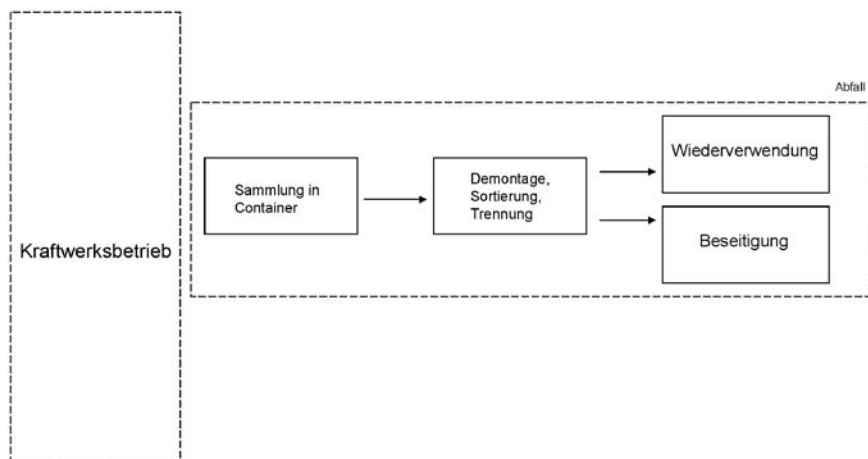 Abfall
Kraftwerksbetrieb
Sammlung in
Container
Demontage,
Sortierung,
Trennung
Wiederverwendung
Beseitigung